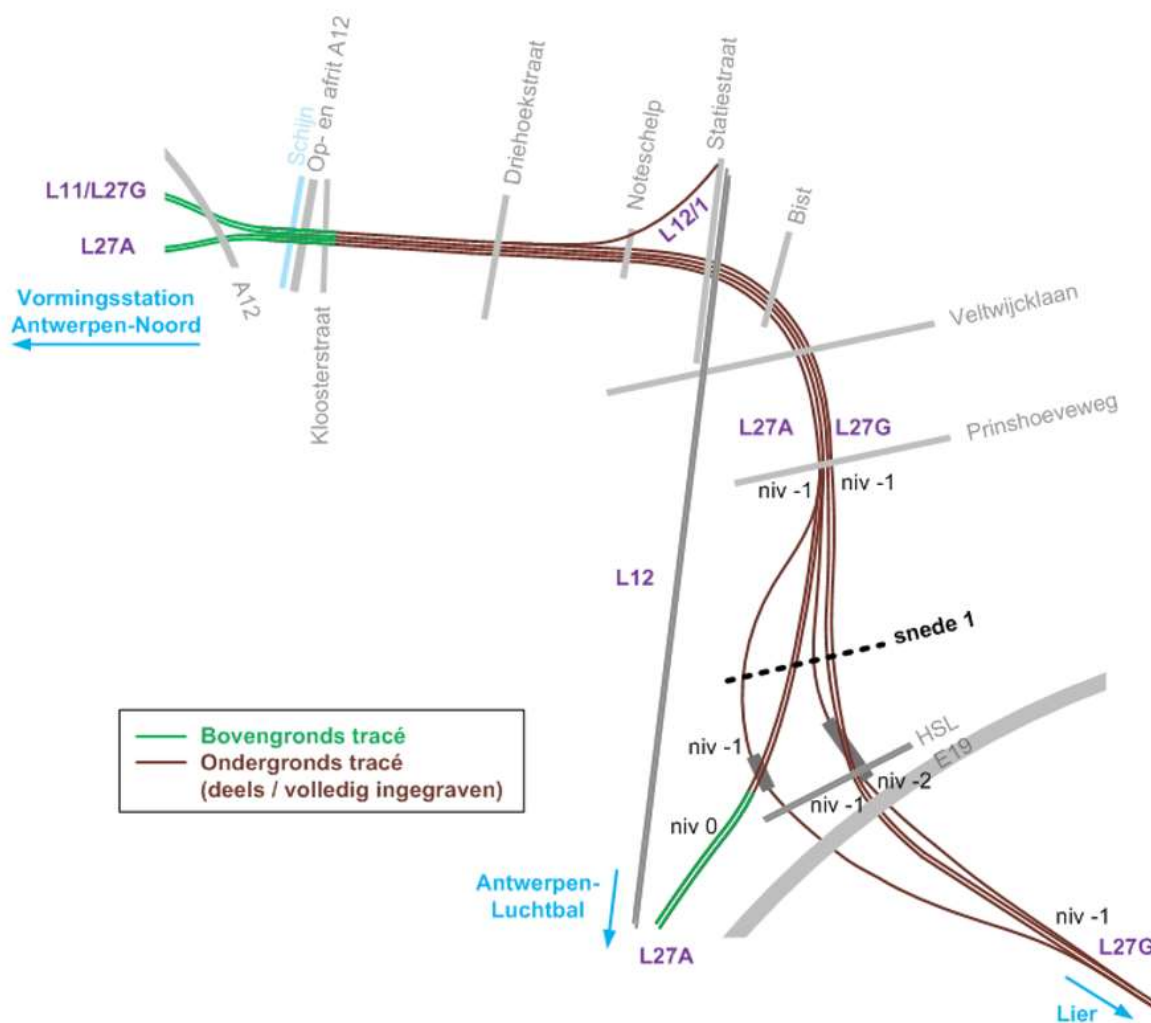 Schijn
Op- en afrit A12
Driehoekstraat
Noteschelp
Statiestraat
L11/L27G
L12/1
Bist
L27A
A12
Vormingsstation
Antwerpen-Noord
Kloosterstraat
Veltwijcklaan
L27A
L27G
Prinshoeveweg
niv -1
niv -1
L12
snede 1
Bovengronds tracé
Ondergronds tracé
(deels / volledig ingegraven)
niv -1
HSL
E19
niv -2
niv -1
niv 0
Antwerpen-
Luchtbal
niv -1
L27A
L27G
Lier